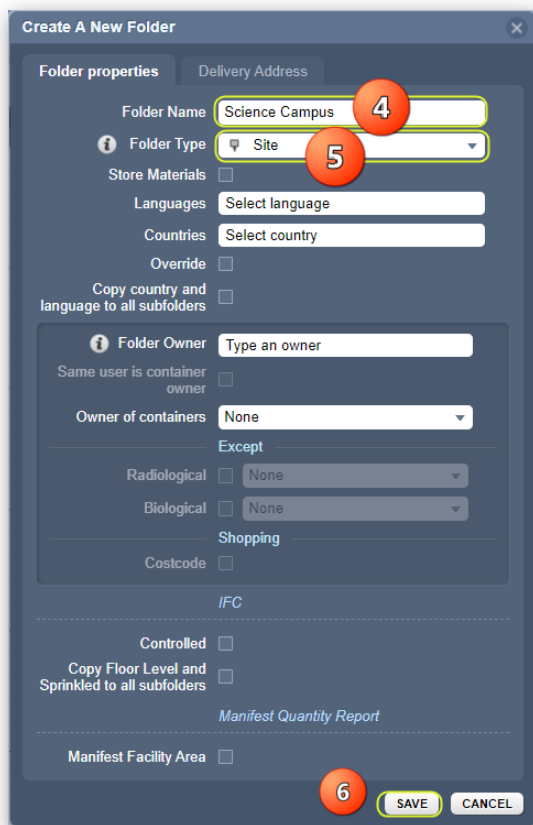 Create A New Folder
Folder properties
Delivery Address
Folder Name Science Campus 4
Folder Type Site 5
Store Materials
Languages Select language
Countries Select country
Override
Copy country and
language to all subfolders
Folder Owner Type an owner
Same user is container
owner
Owner of containers None
Except
Radiological None
Biological None
Shopping
Costcode
IFC
Controlled
Copy Floor Level and
Sprinkled to all subfolders
Manifest Quantity Report
Manifest Facility Area
6 SAVE CANCEL